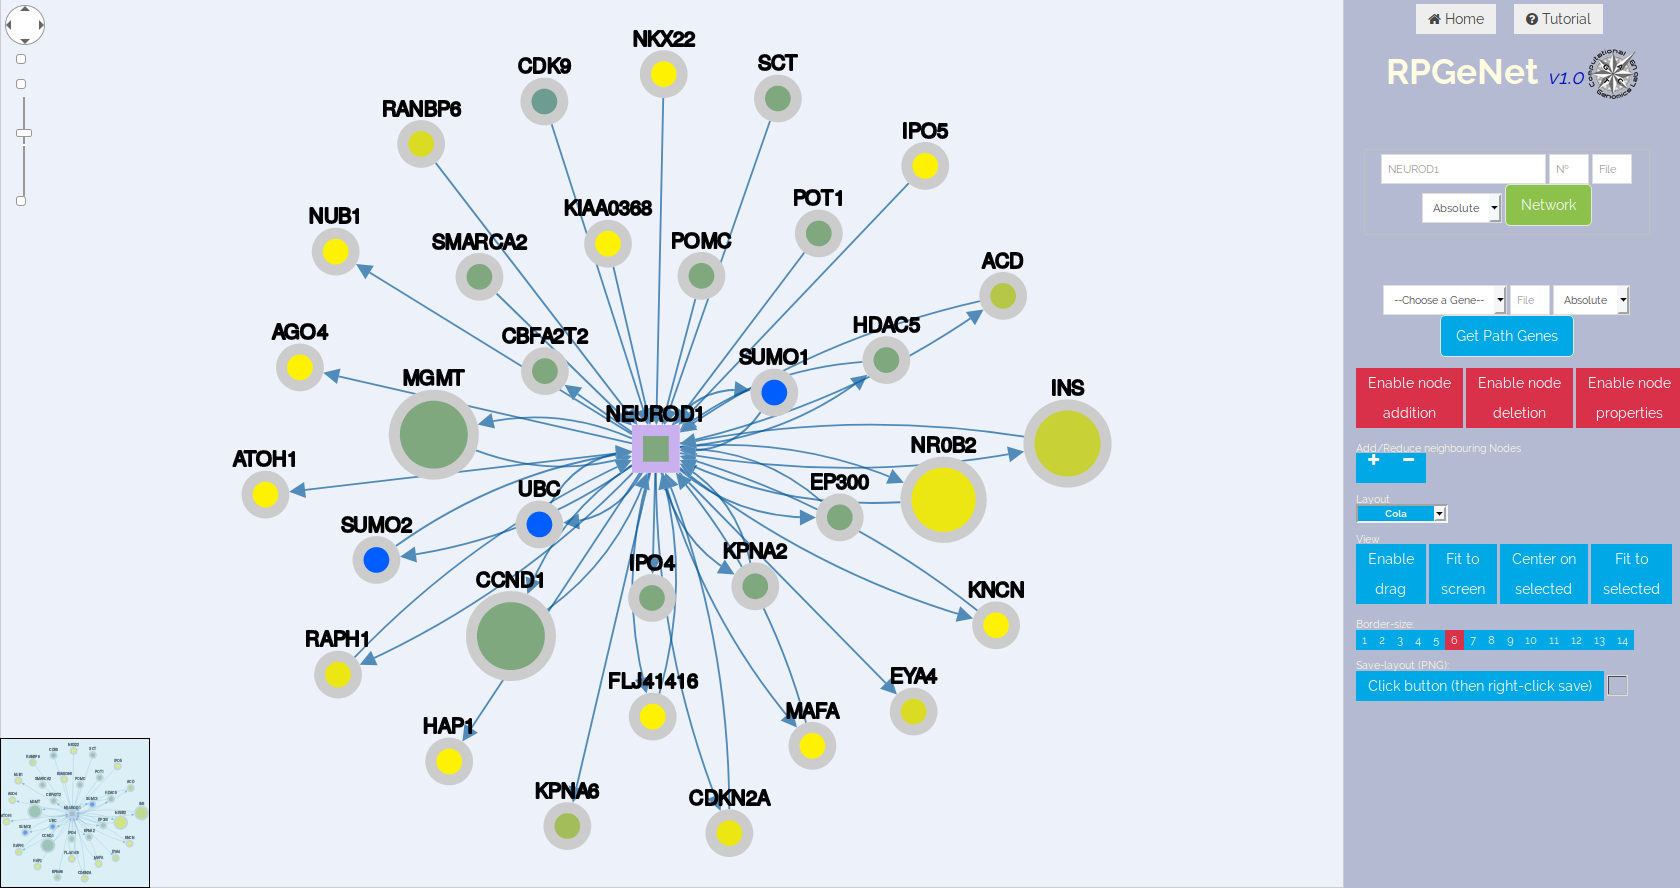 Home
Tutorial
RPGeNet v1.0
Computational Genomics Lab
NEUROD1
Nº
File
Absolute
Network
--Choose a Gene--
File
Absolute
Get Path Genes
Enable node
addition
Enable node
deletion
Enable node
properties
Add/Reduce neighbouring Nodes
+ −
Layout
Cola
View
Enable
drag
Fit to
screen
Center on
selected
Fit to
selected
Border-size:
1 2 3 4 5 6 7 8 9 10 11 12 13 14
Save-layout (PNG):
Click button (then right-click save)
NKX22
SCT
CDK9
RANBP6
IPO5
POT1
KIAA0368
NUB1
SMARCA2
POMC
ACD
HDAC5
AGO4
CBFA2T2
SUMO1
MGMT
INS
NEUROD1
NR0B2
ATOH1
EP300
UBC
SUMO2
KPNA2
IPO4
CCND1
KNCN
RAPH1
EYA4
FLJ41416
MAFA
HAP1
KPNA6
CDKN2A